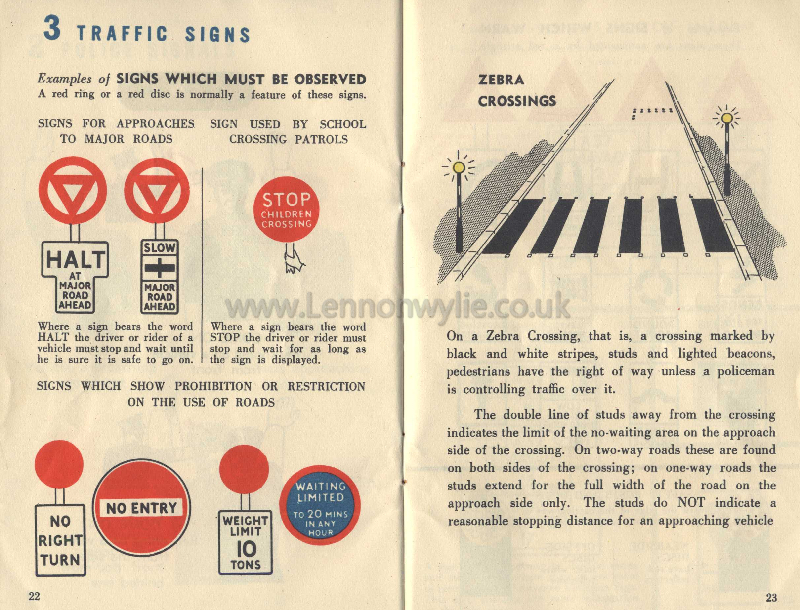 3 TRAFFIC SIGNS
Examples of SIGNS WHICH MUST BE OBSERVED
A red ring or a red disc is normally a feature of these signs.
SIGNS FOR APPROACHES
TO MAJOR ROADS
SIGN USED BY SCHOOL
CROSSING PATROLS
HALT
AT
MAJOR
ROAD
AHEAD
SLOW
MAJOR
ROAD
AHEAD
STOP
CHILDREN
CROSSING
Where a sign bears the word
HALT the driver or rider of a
vehicle must stop and wait until
he is sure it is safe to go on.
Where a sign bears the word
STOP the driver or rider must
stop and wait for as long as
the sign is displayed.
SIGNS WHICH SHOW PROHIBITION OR RESTRICTION
ON THE USE OF ROADS
NO
RIGHT
TURN
NO ENTRY
WEIGHT
LIMIT
10
TONS
WAITING
LIMITED
TO 20 MINS
IN ANY
HOUR
22
ZEBRA
CROSSINGS
www.Lennonwylie.co.uk
On a Zebra Crossing, that is, a crossing marked by
black and white stripes, studs and lighted beacons,
pedestrians have the right of way unless a policeman
is controlling traffic over it.
The double line of studs away from the crossing
indicates the limit of the no-waiting area on the approach
side of the crossing. On two-way roads these are found
on both sides of the crossing; on one-way roads the
studs extend for the full width of the road on the
approach side only. The studs do NOT indicate a
reasonable stopping distance for an approaching vehicle
23